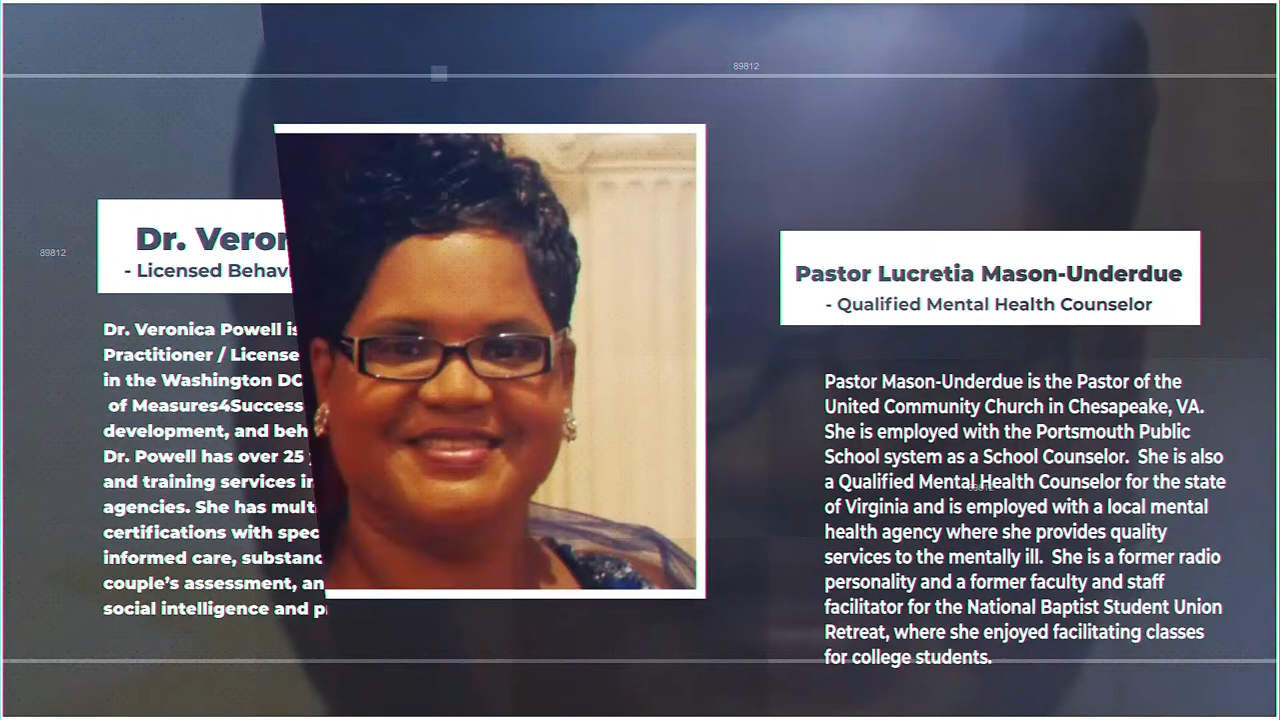 89812
89812
Dr. Veron
- Licensed Behav
Dr. Veronica Powell is
Practitioner / License
in the Washington DC
of Measures4Success
development, and beh
Dr. Powell has over 25
and training services in
agencies. She has mult
certifications with spec
informed care, substanc
couple's assessment, an
social intelligence and p
Pastor Lucretia Mason-Underdue
- Qualified Mental Health Counselor
Pastor Mason-Underdue is the Pastor of the
United Community Church in Chesapeake, VA.
She is employed with the Portsmouth Public
School system as a School Counselor. She is also
a Qualified Mental Health Counselor for the state
of Virginia and is employed with a local mental
health agency where she provides quality
services to the mentally ill. She is a former radio
personality and a former faculty and staff
facilitator for the National Baptist Student Union
Retreat, where she enjoyed facilitating classes
for college students.